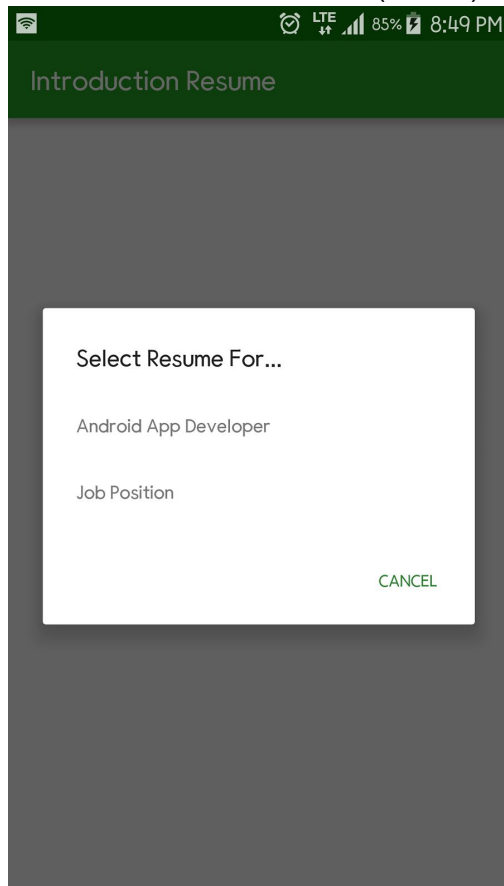 LTE 85% 8:49 PM
Introduction Resume
Select Resume For...
Android App Developer
Job Position
CANCEL